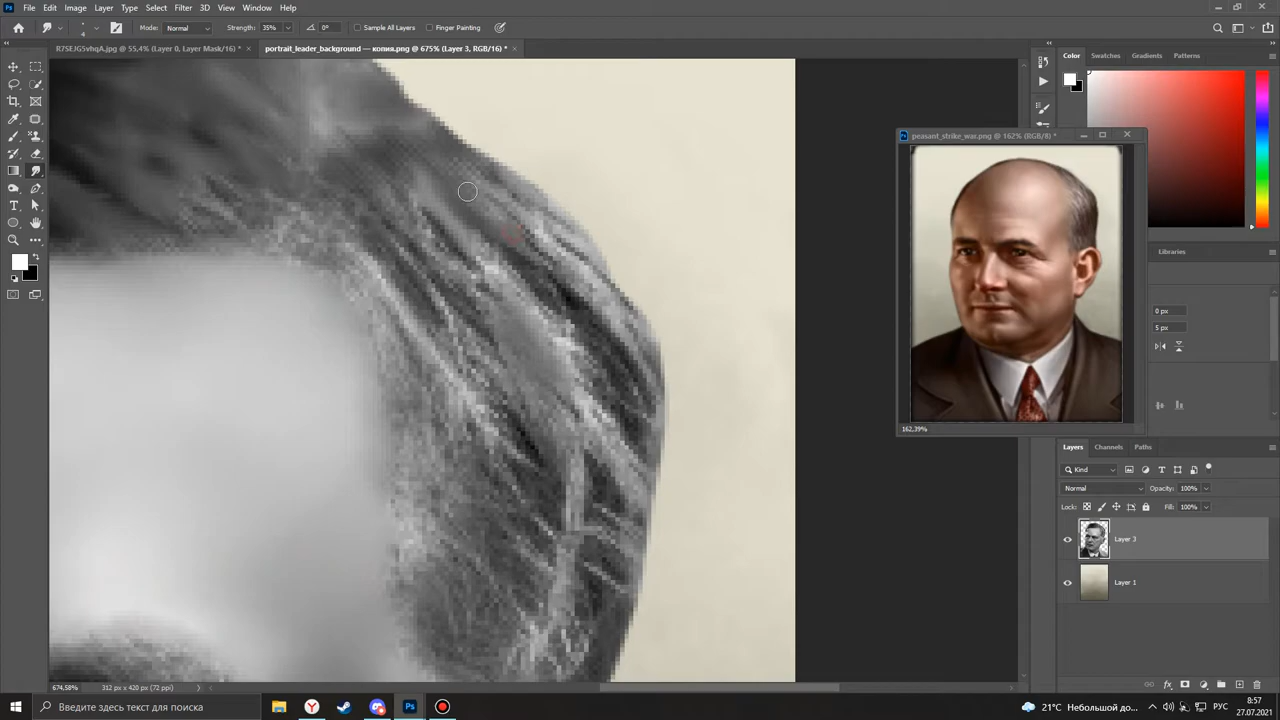 Ps File Edit Image Layer Type Select Filter 3D View Window Help
4 Mode: Normal Strength: 35% 0° Sample All Layers Finger Painting
R7SEJG5vhqA.jpg @ 55,4% (Layer 0, Layer Mask/16) * × portrait_leader_background — копия.png @ 675% (Layer 3, RGB/16) * ×
Color Swatches Gradients Patterns
Ps peasant_strike_war.png @ 162% (RGB/8) *
Libraries
0 px
5 px
162,39%
Layers Channels Paths
Kind
Normal Opacity: 100%
Lock: Fill: 100%
Layer 3
Layer 1
674,58% 312 px x 420 px (72 ppi)
Введите здесь текст для поиска
21°C Небольшой до... РУС 8:57
27.07.2021